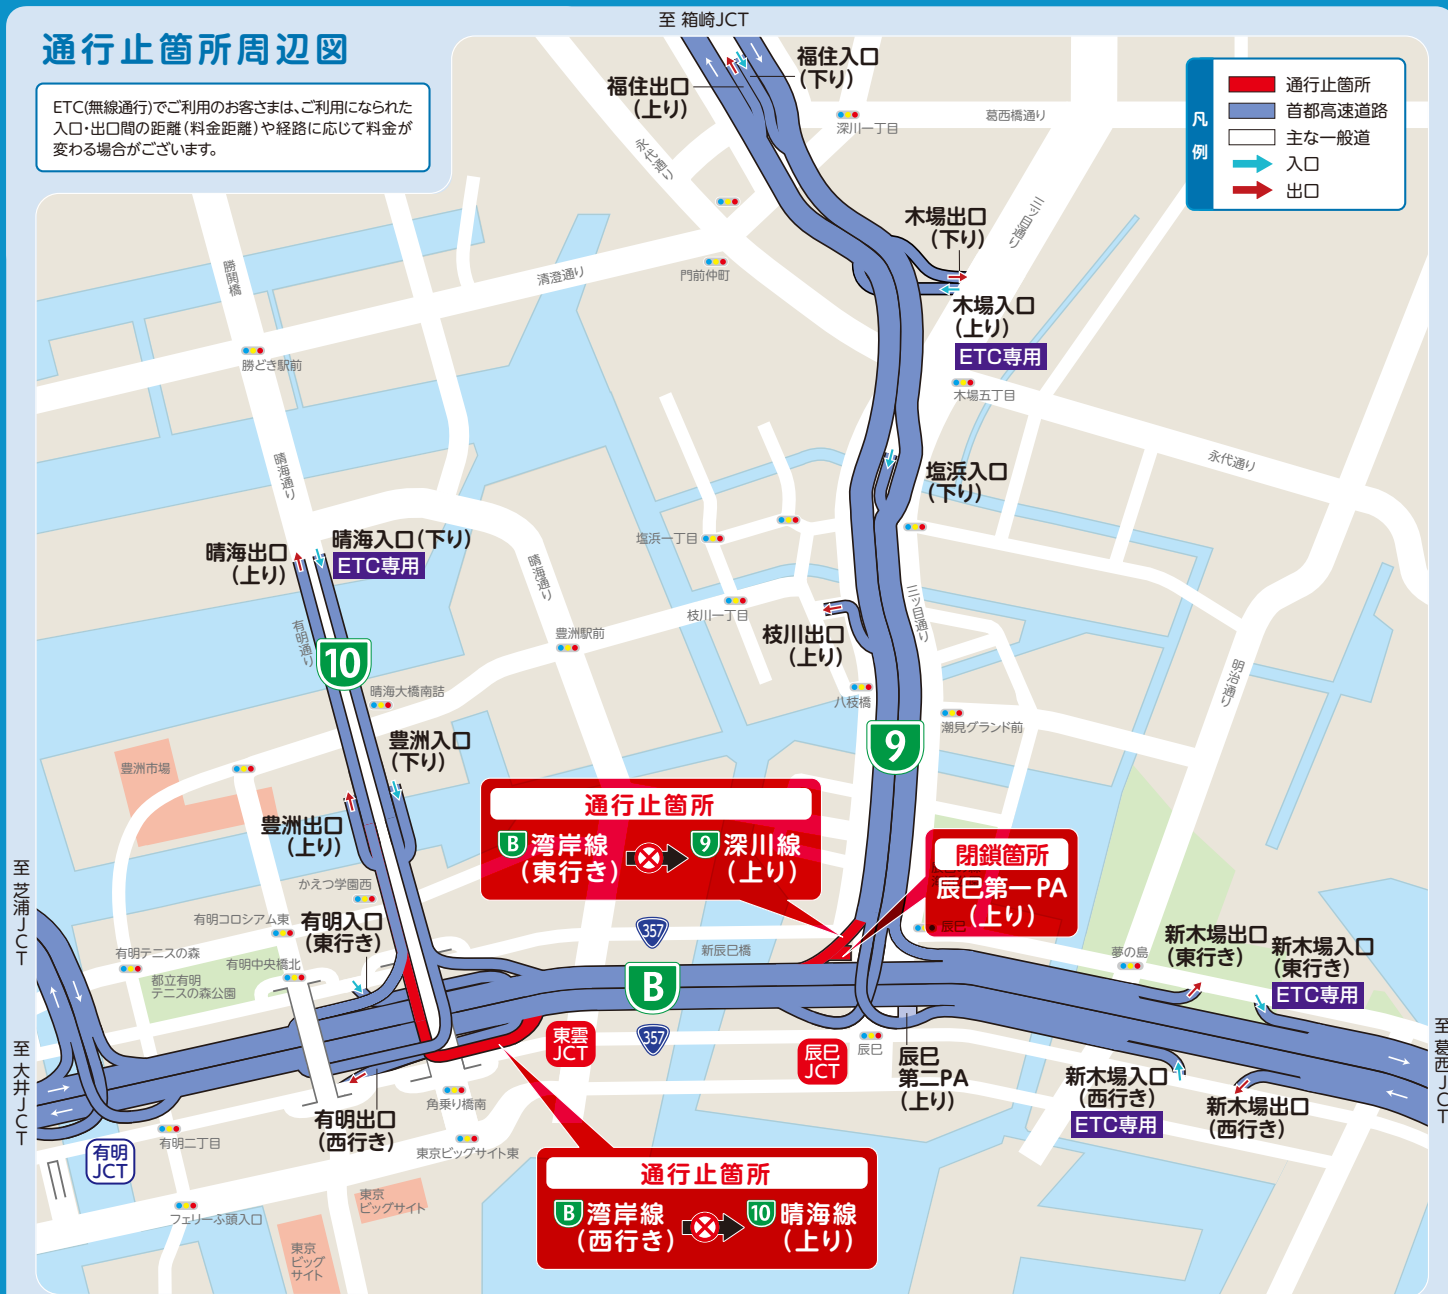 至 箱崎JCT
通行止箇所周辺図
ETC(無線通行)でご利用のお客さまは、ご利用になられた
入口・出口間の距離(料金距離)や経路に応じて料金が
変わる場合がございます。
凡例
通行止箇所
首都高速道路
主な一般道
入口
出口
福住入口
(下り)
福住出口
(上り)
深川一丁目
葛西橋通り
永代通り
三ツ目通り
木場出口
(下り)
木場入口
(上り)
ETC専用
門前仲町
清澄通り
勝鬨橋
勝どき駅前
木場五丁目
永代通り
晴海通り
塩浜入口
(下り)
塩浜一丁目
晴海出口
(上り)
晴海入口(下り)
ETC専用
晴海通り
枝川一丁目
三ツ目通り
有明通り
豊洲駅前
枝川出口
(上り)
10
明治通り
晴海大橋南詰
八枝橋
潮見グランド前
9
豊洲市場
豊洲入口
(下り)
豊洲出口
(上り)
通行止箇所
B 湾岸線
(東行き)
9 深川線
(上り)
閉鎖箇所
辰巳第一PA
(上り)
至 芝浦JCT
かえつ学園西
有明コロシアム東
有明入口
(東行き)
有明テニスの森
有明中央橋北
都立有明
テニスの森公園
357
新辰巳橋
辰巳
夢の島
新木場出口
(東行き)
新木場入口
(東行き)
ETC専用
B
357
至 大井JCT
東雲
JCT
辰巳
JCT
辰巳
辰巳
第二PA
(上り)
至 葛西JCT
新木場入口
(西行き)
ETC専用
新木場出口
(西行き)
有明出口
(西行き)
角乗り橋南
有明
JCT
有明二丁目
東京ビッグサイト東
フェリーふ頭入口
東京
ビッグサイト
東京
ビッグ
サイト
通行止箇所
B 湾岸線
(西行き)
10 晴海線
(上り)